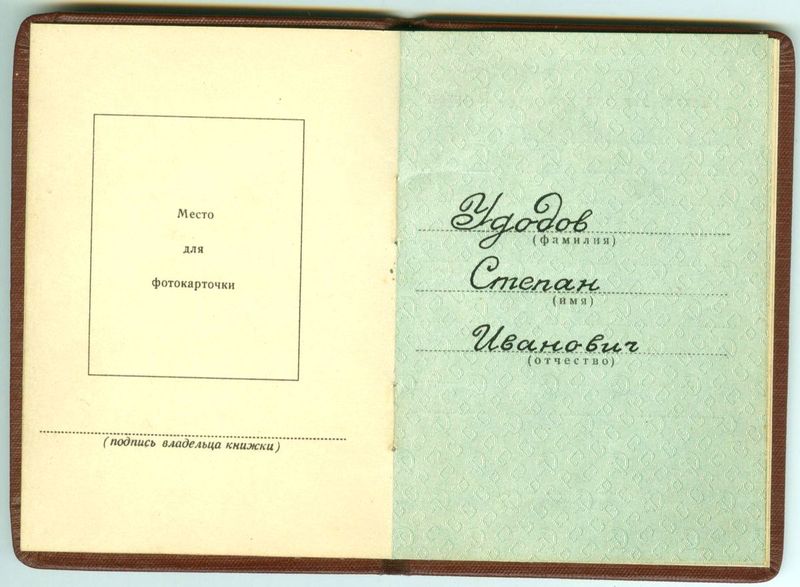 Место
для
фотокарточки
(подпись владельца книжки)
Удодов
(фамилия)
Степан
(имя)
Иванович
(отчество)